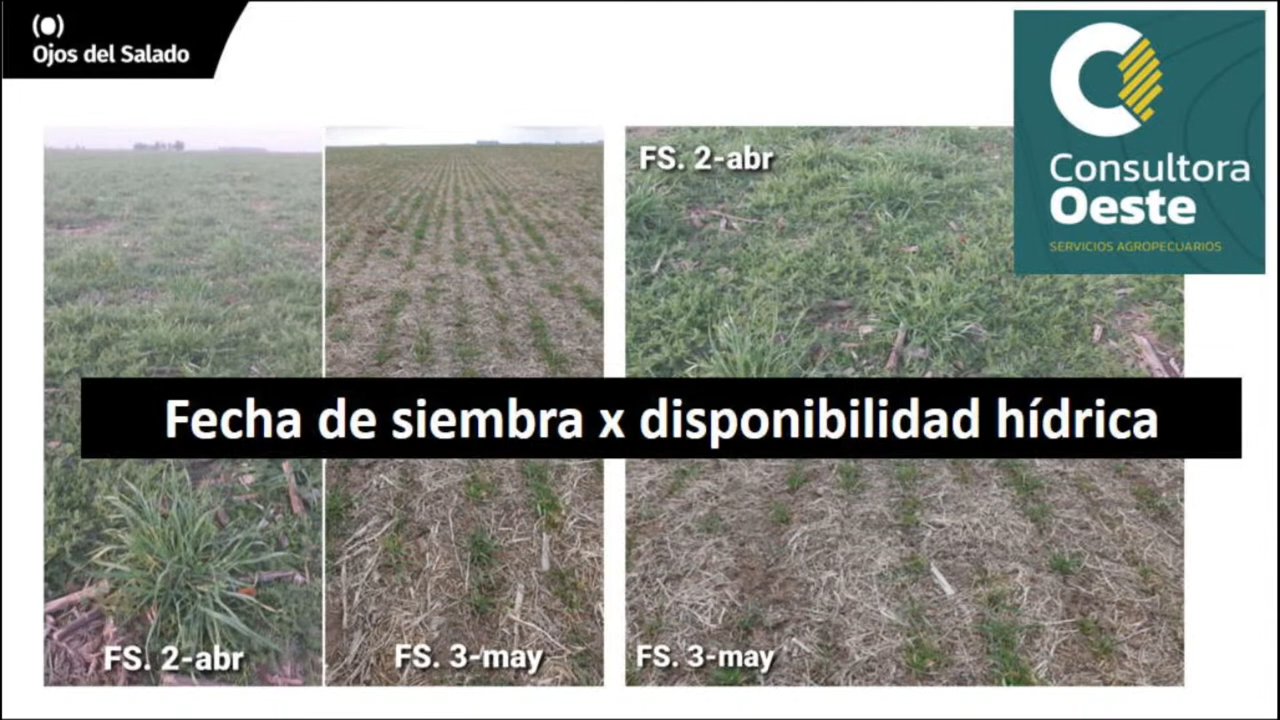 (●)
Ojos del Salado
Consultora
Oeste
SERVICIOS AGROPECUARIOS
FS. 2-abr
Fecha de siembra x disponibilidad hídrica
FS. 2-abr
FS. 3-may
FS. 3-may